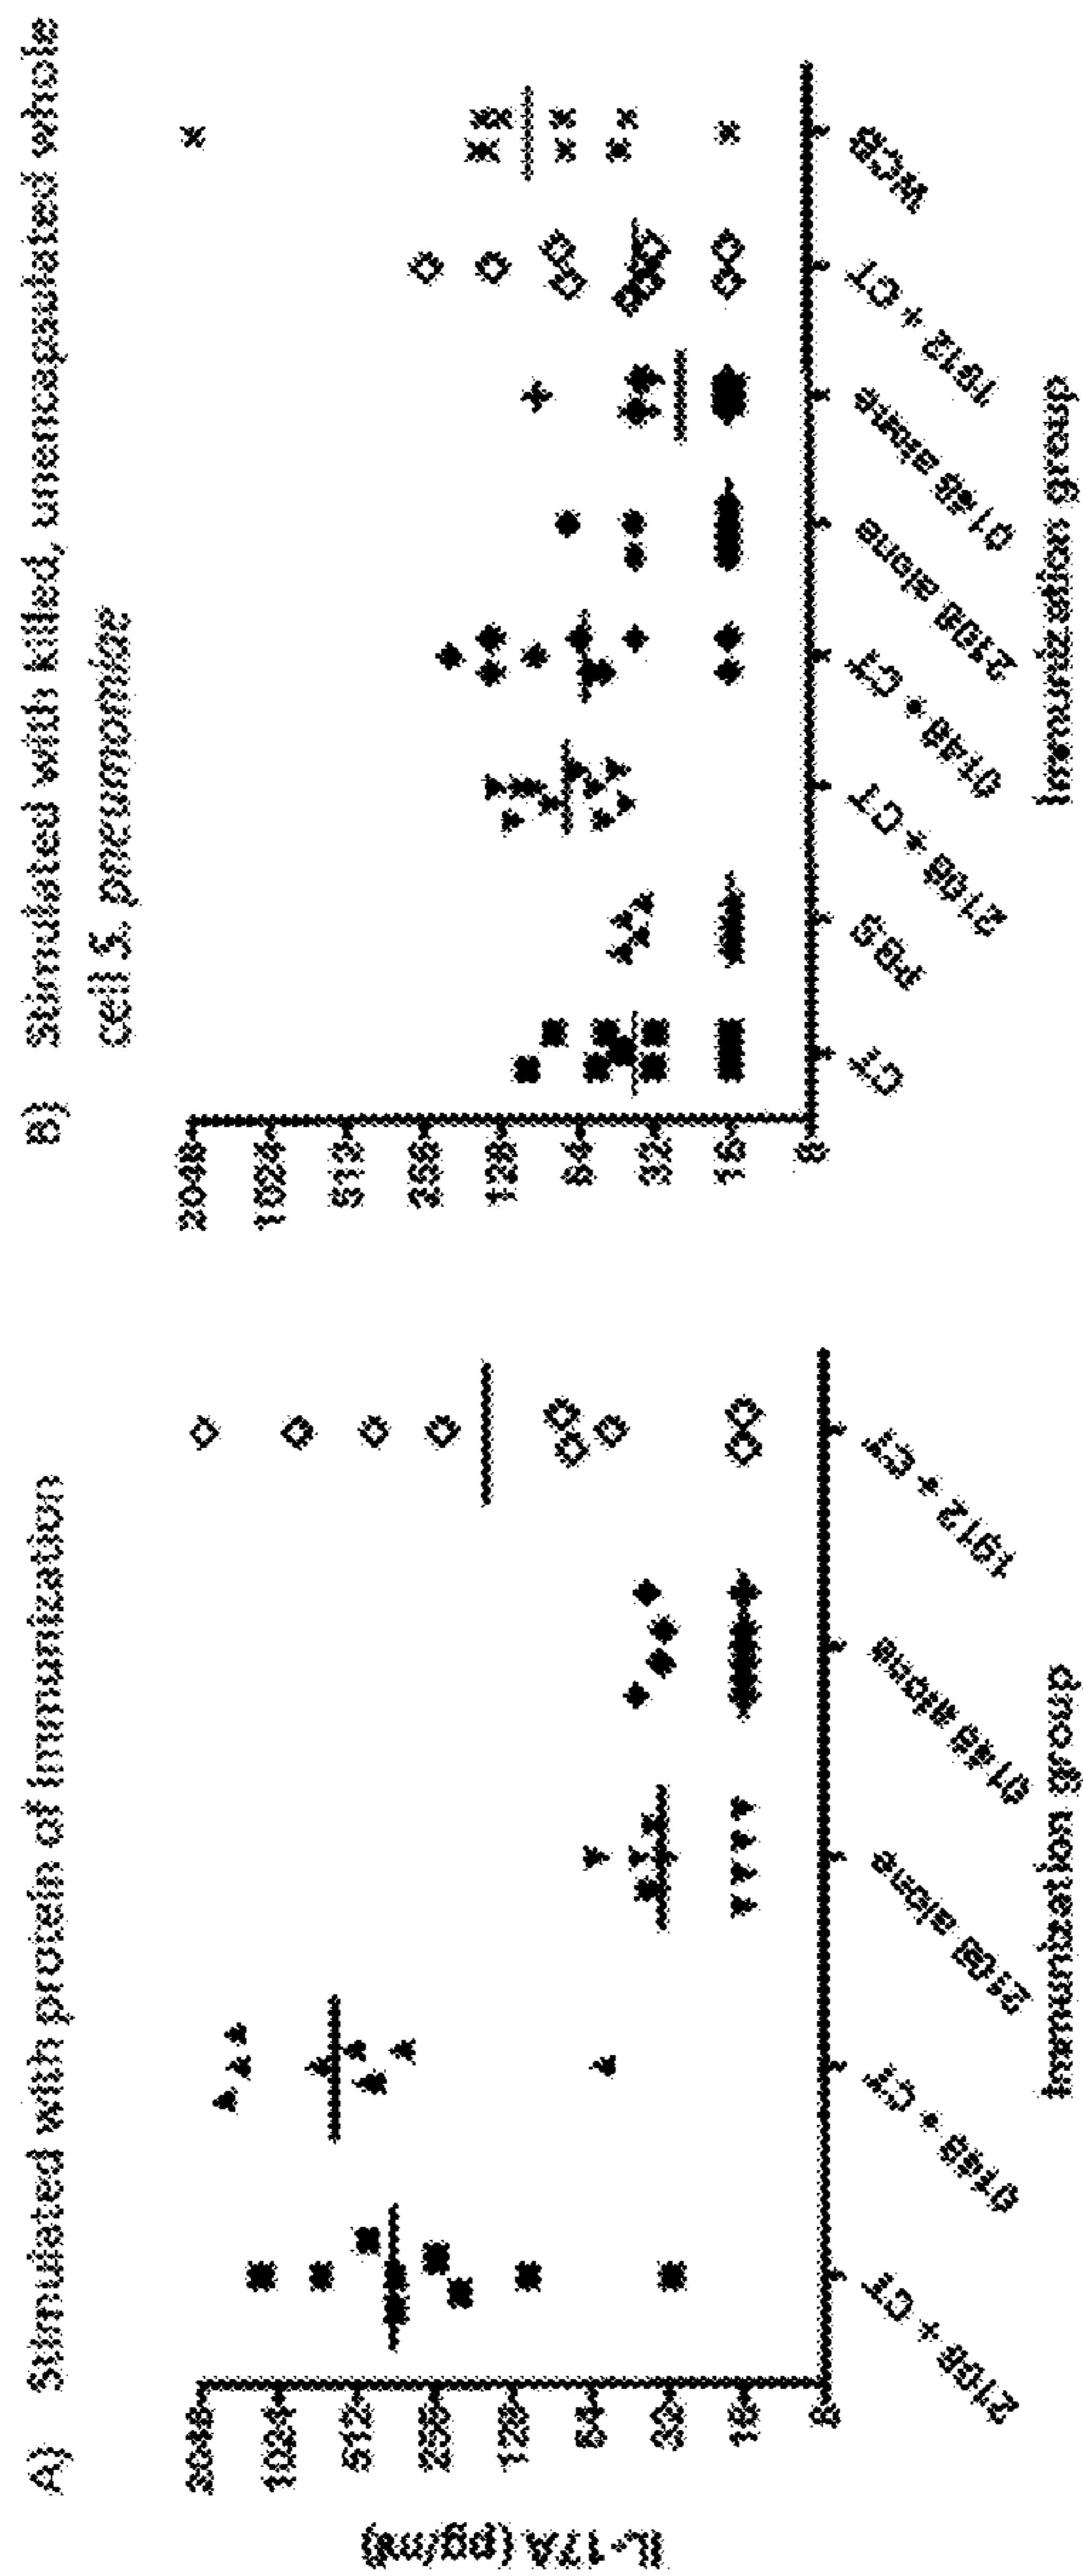 A) Stimulated with protein of immunization
IL-17A (pg/ml)
2048
1024
512
256
128
64
32
16
8
2108 + CT
0148 + CT
2108 alone
0148 alone
1912 + CT
Immunization group
B) Stimulated with killed, unencapsulated whole
cell S. pneumoniae
2048
1024
512
256
128
64
32
16
8
CT
PBS
2108 + CT
0148 + CT
2108 alone
0148 alone
1912 + CT
WCB
Immunization group